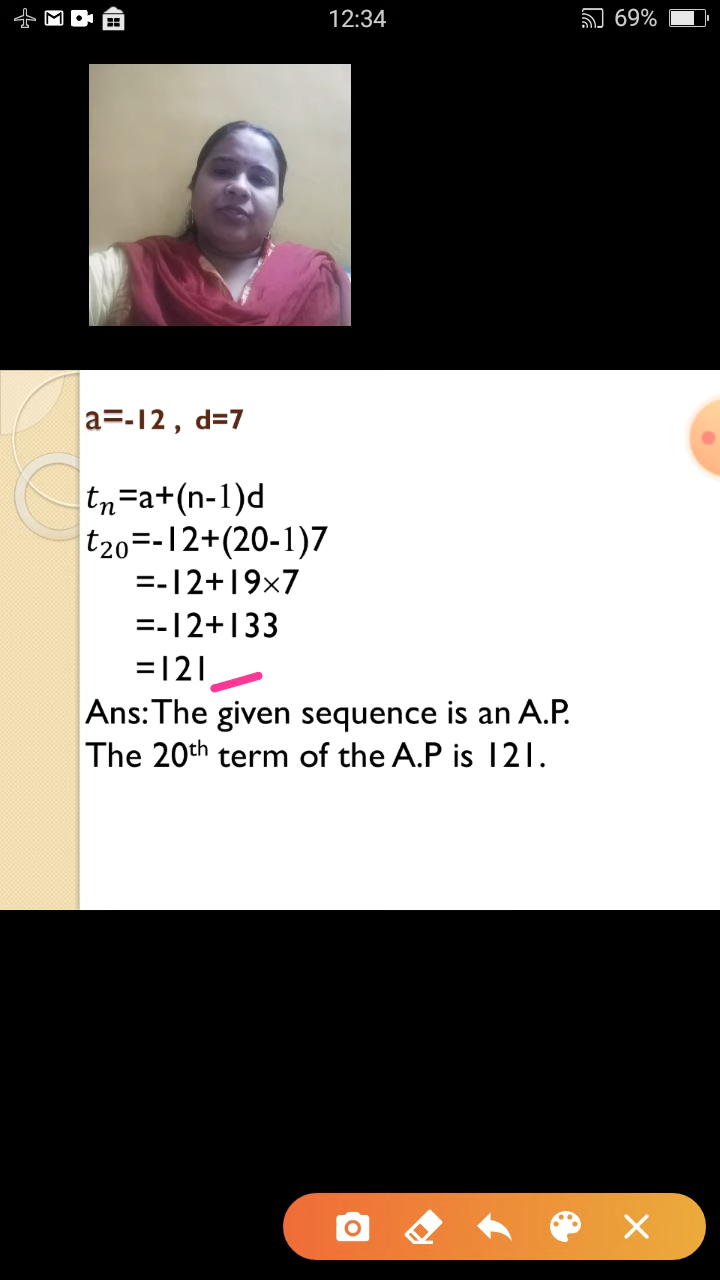 12:34
69%
a=-12 , d=7
tₙ=a+(n-1)d
t₂₀=-12+(20-1)7
=-12+19×7
=-12+133
=121
Ans:The given sequence is an A.P.
The 20ᵗʰ term of the A.P is 121.